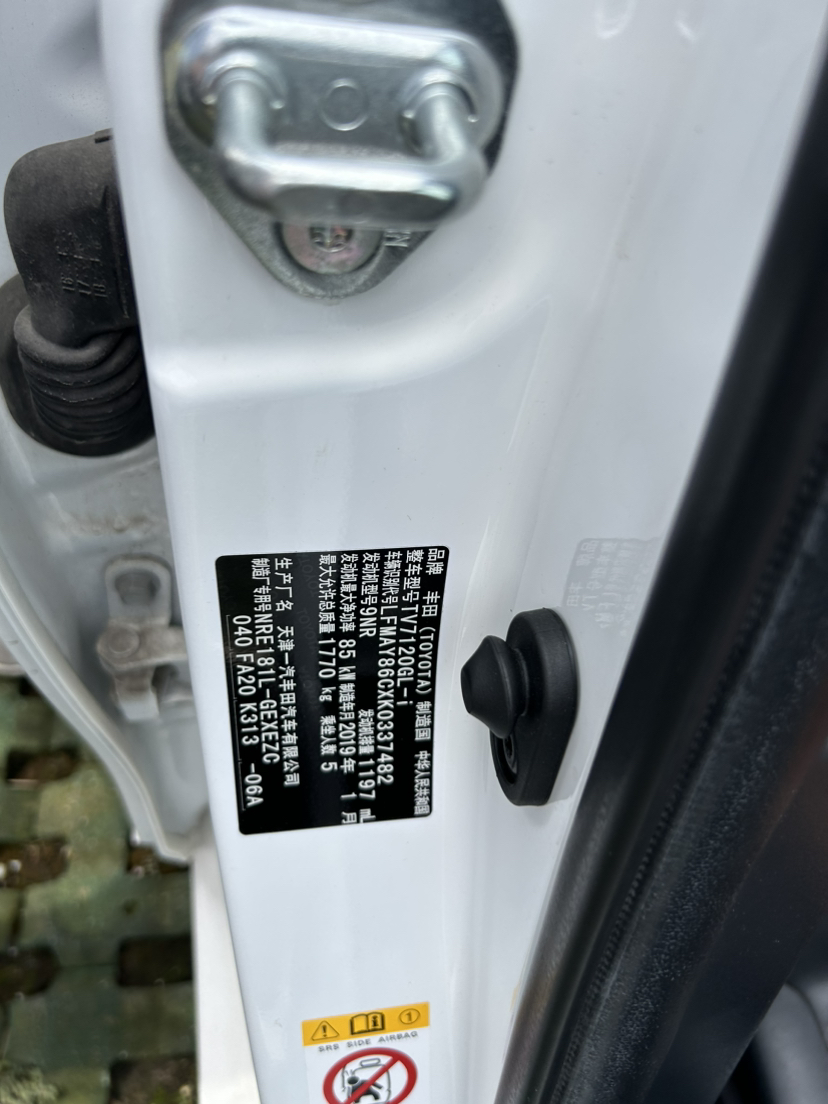 品牌 丰田 (TOYOTA) 制造国 中华人民共和国
整车型号 TV7120GL-i
车辆识别代号 LFMAY86CXK0337482
发动机型号 9NR 发动机排量 1197 mL
发动机最大净功率 85 kW 制造年月 2019年 1月
最大允许总质量 1770 kg 乘坐人数 5
生产厂名 天津一汽丰田汽车有限公司
制造厂专用号 NRE181L-GEXEZC
040 FA20 K313 -06A
SRS SIDE AIRBAG